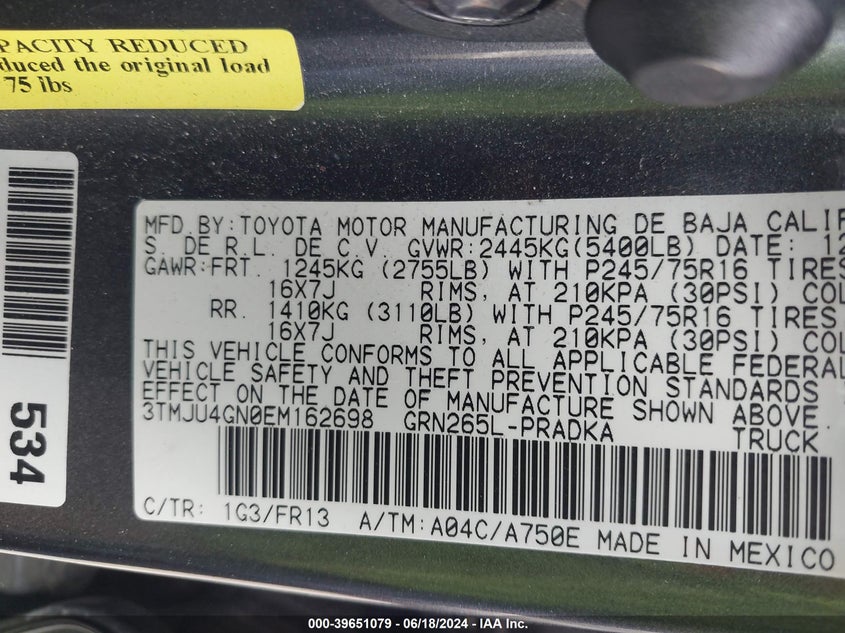 PACITY REDUCED
duced the original load
75 lbs
534
MFD.BY:TOYOTA MOTOR MANUFACTURING DE BAJA CALIF
S. DE R.L. DE C.V. GVWR:2445KG(5400LB) DATE: 12
GAWR:FRT. 1245KG (2755LB) WITH P245/75R16 TIRES
16X7J RIMS, AT 210KPA (30PSI) COL
RR. 1410KG (3110LB) WITH P245/75R16 TIRES
16X7J RIMS, AT 210KPA (30PSI) COL
THIS VEHICLE CONFORMS TO ALL APPLICABLE FEDERAL
VEHICLE SAFETY AND THEFT PREVENTION STANDARDS
EFFECT ON THE DATE OF MANUFACTURE SHOWN ABOVE.
3TMJU4GN0EM162698 GRN265L-PRADKA TRUCK
C/TR: 1G3/FR13 A/TM:A04C/A750E MADE IN MEXICO
000-39651079 - 06/18/2024 - IAA Inc.